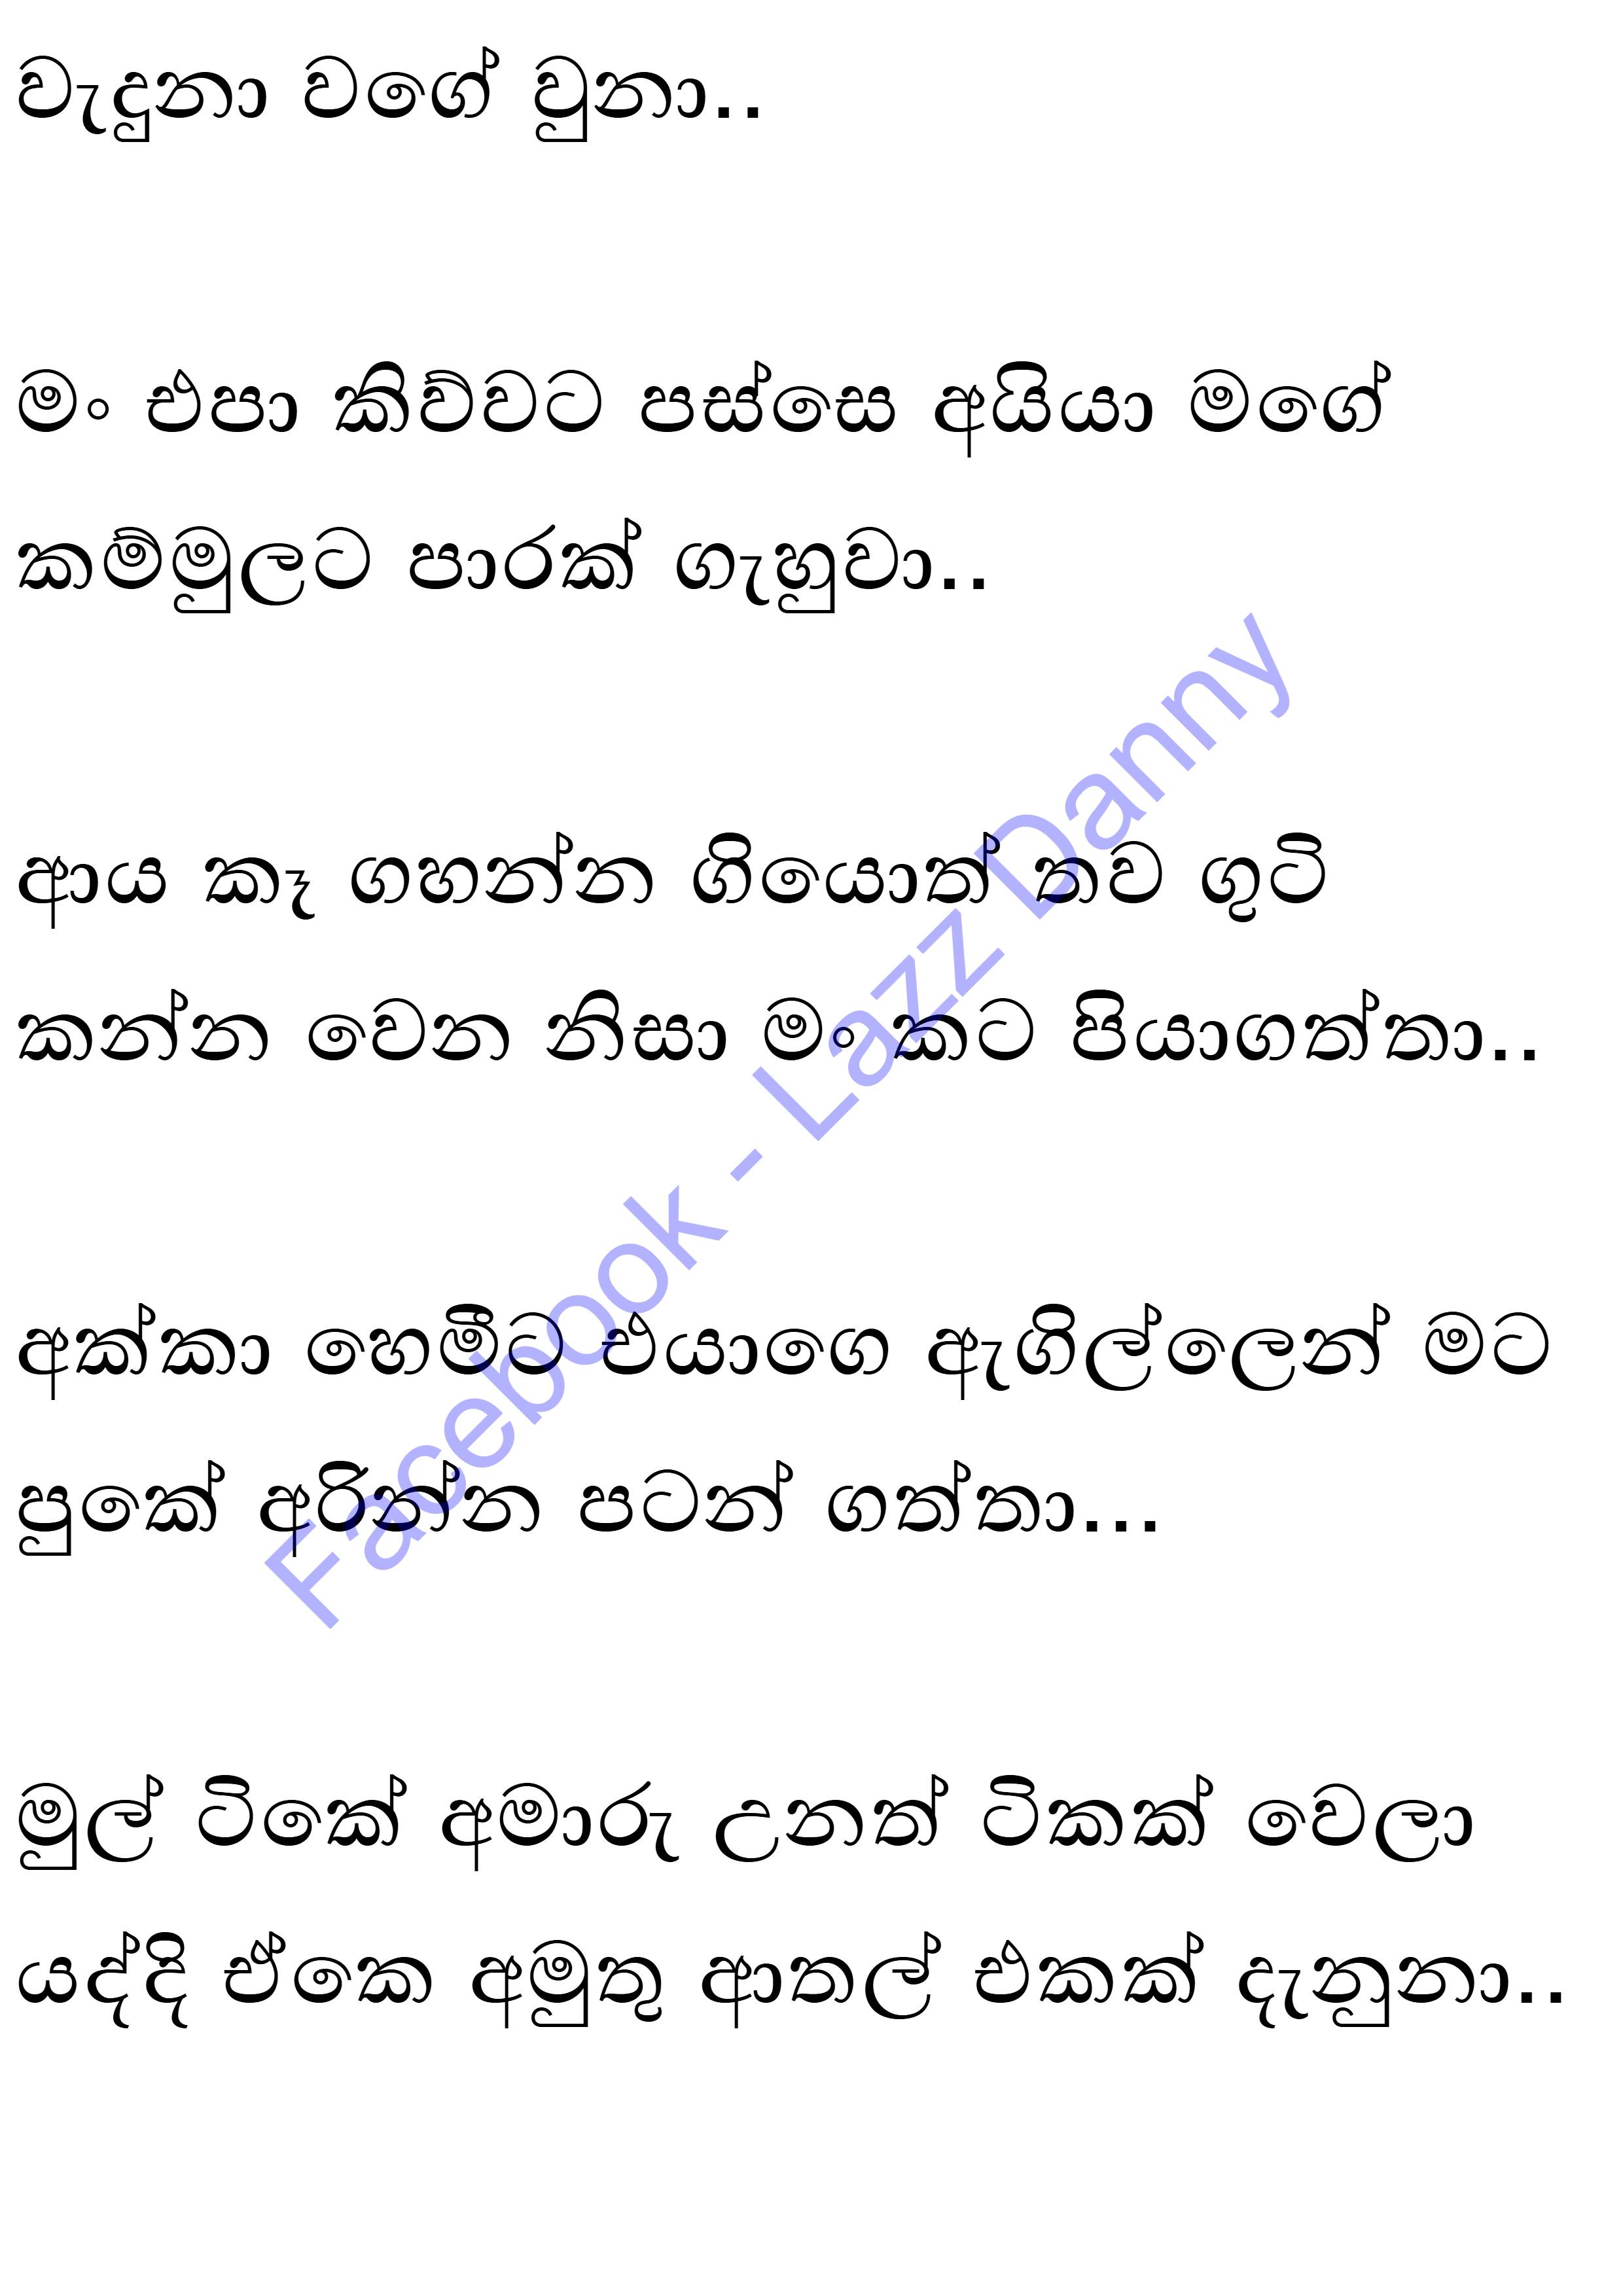 වැදුනා වගේ වුනා..
මං එපා කිව්වට පස්සෙ අයියා මගේ
කම්මුලට පාරක් ගැහුවා..
ආය කෑ ගහන්න ගියොත් තව ගුටි
කන්න වෙන නිසා මං කට පියාගත්තා..
අක්කා හෙමීට එයාගෙ ඇගිල්ලෙන් මට
පුකේ අරින්න පටන් ගත්තා...
මුල් ටිකේ අමාරු උනත් ටිකක් වෙලා
යද්දි ඒකෙ අමුතු ආතල් එකක් දැනුනා..
Facebook - Lazz Danny